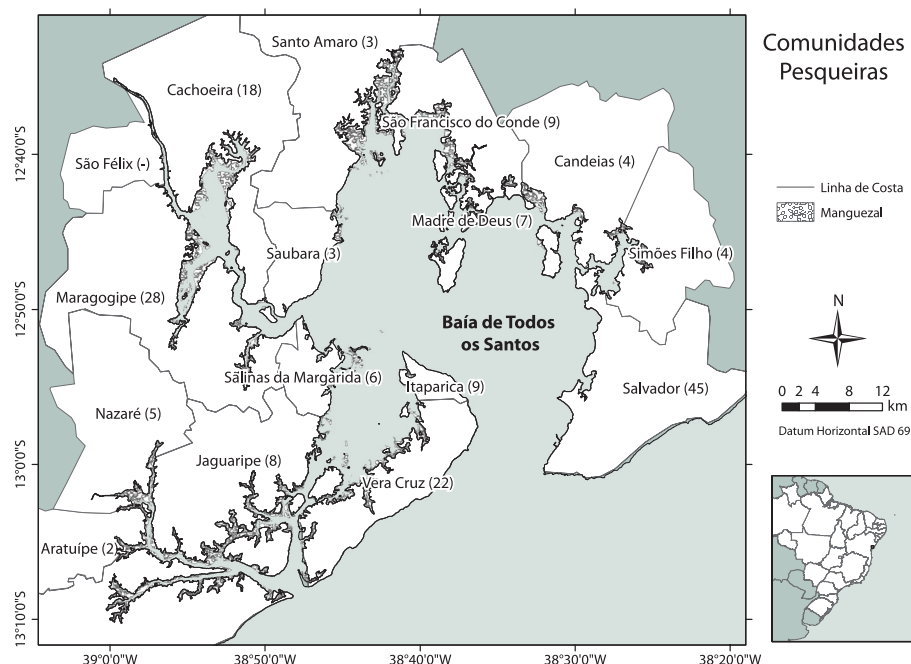 Santo Amaro (3)
Cachoeira (18)
São Francisco do Conde (9)
São Félix (-)
Candeias (4)
Madre de Deus (7)
Saubara (3)
Simões Filho (4)
Maragogipe (28)
Baía de Todos
os Santos
Salinas da Margarida (6)
Itaparica (9)
Salvador (45)
Nazaré (5)
Jaguaripe (8)
Vera Cruz (22)
Aratuípe (2)
12°40'0"S
12°50'0"S
13°0'0"S
13°10'0"S
39°0'0"W
38°50'0"W
38°40'0"W
38°30'0"W
38°20'0"W
Comunidades
Pesqueiras
Linha de Costa
Manguezal
N
0 2 4 8 12
km
Datum Horizontal SAD 69